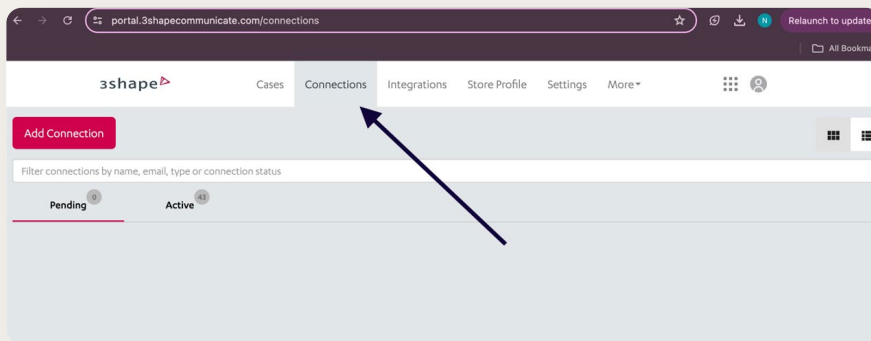 portal.3shapecommunicate.com/connections
N
Relaunch to update
All Bookma
3shape
Cases Connections Integrations Store Profile Settings More
Add Connection
Filter connections by name, email, type or connection status
Pending 0 Active 43